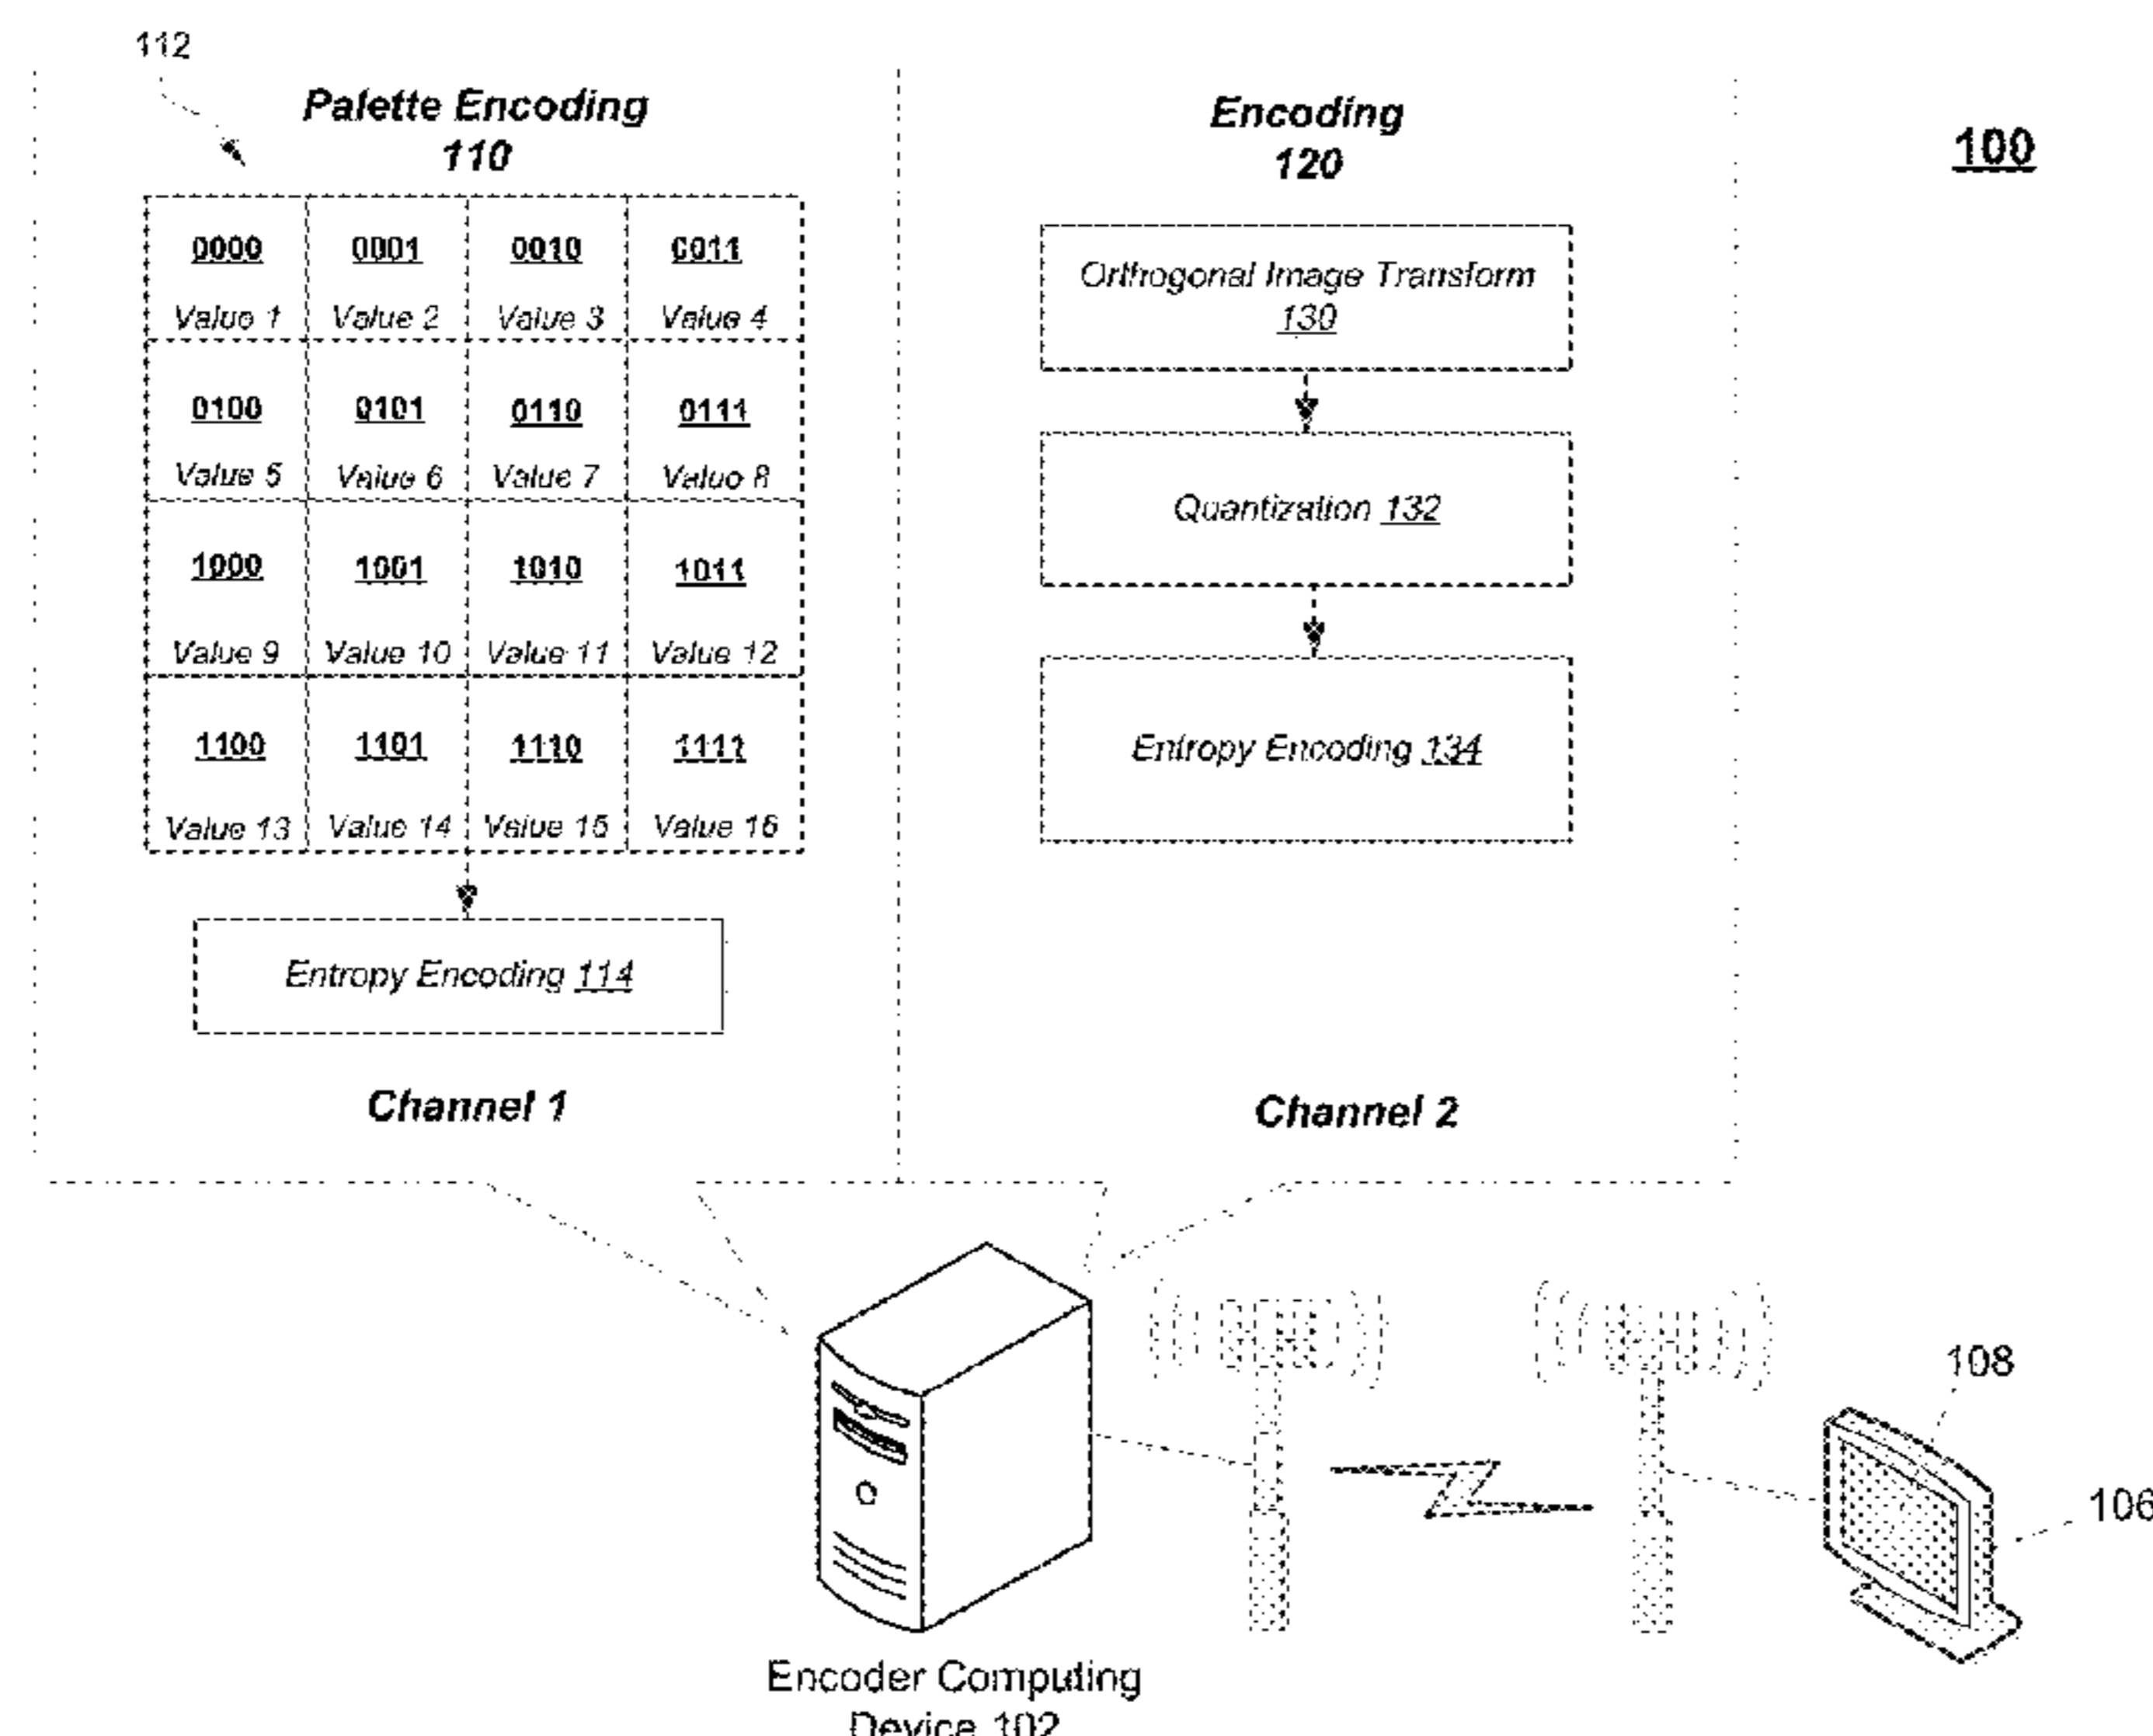 112
Palette Encoding
110
0000 0001 0010 0011
Value 1 Value 2 Value 3 Value 4
0100 0101 0110 0111
Value 5 Value 6 Value 7 Value 8
1000 1001 1010 1011
Value 9 Value 10 Value 11 Value 12
1100 1101 1110 1111
Value 13 Value 14 Value 15 Value 16
Entropy Encoding 114
Channel 1
Encoding
120
Orthogonal Image Transform
130
Quantization 132
Entropy Encoding 134
Channel 2
100
108
106
Encoder Computing
Device 102